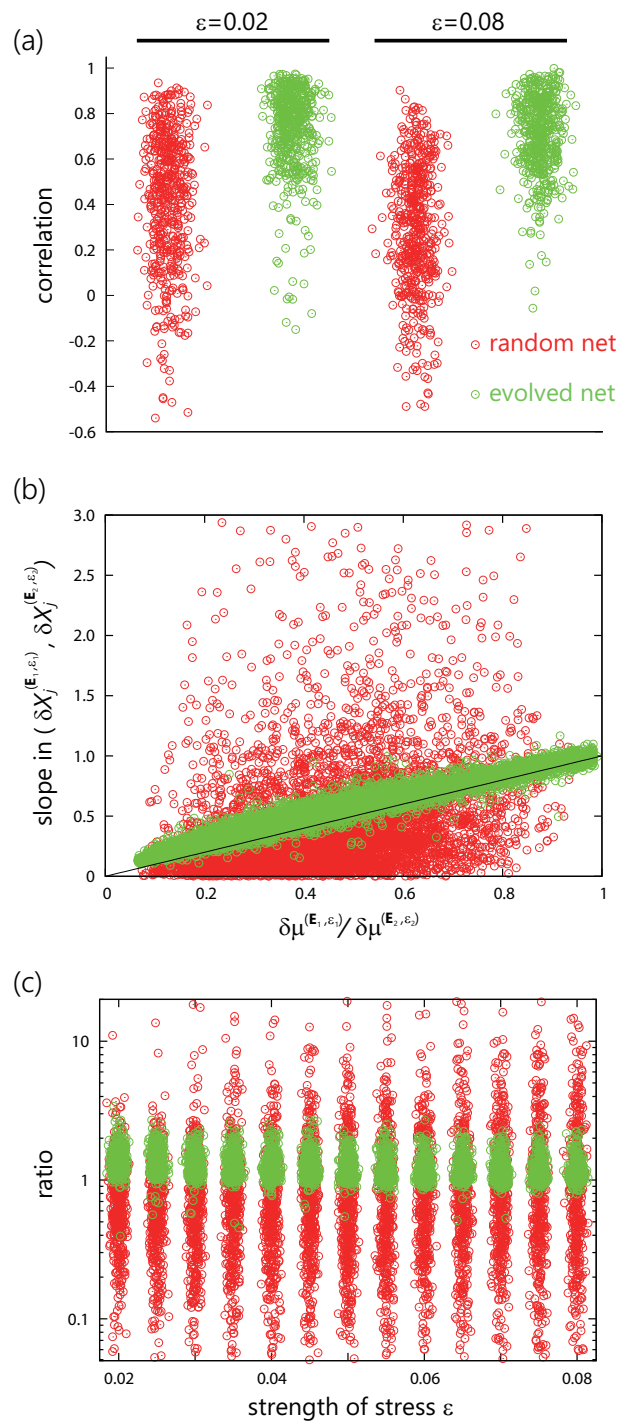 (a)
ε=0.02 ε=0.08
1
0.8
0.6
0.4
0.2
0
-0.2
-0.4
-0.6
correlation
random net
evolved net
(b)
3.0
2.5
2.0
1.5
1.0
0.5
0
slope in ( δX_j^(E₁,ε₁) , δX_j^(E₂,ε₂) )
0 0.2 0.4 0.6 0.8 1
δμ^(E₁,ε₁) / δμ^(E₂,ε₂)
(c)
10
1
0.1
ratio
0.02 0.04 0.06 0.08
strength of stress ε